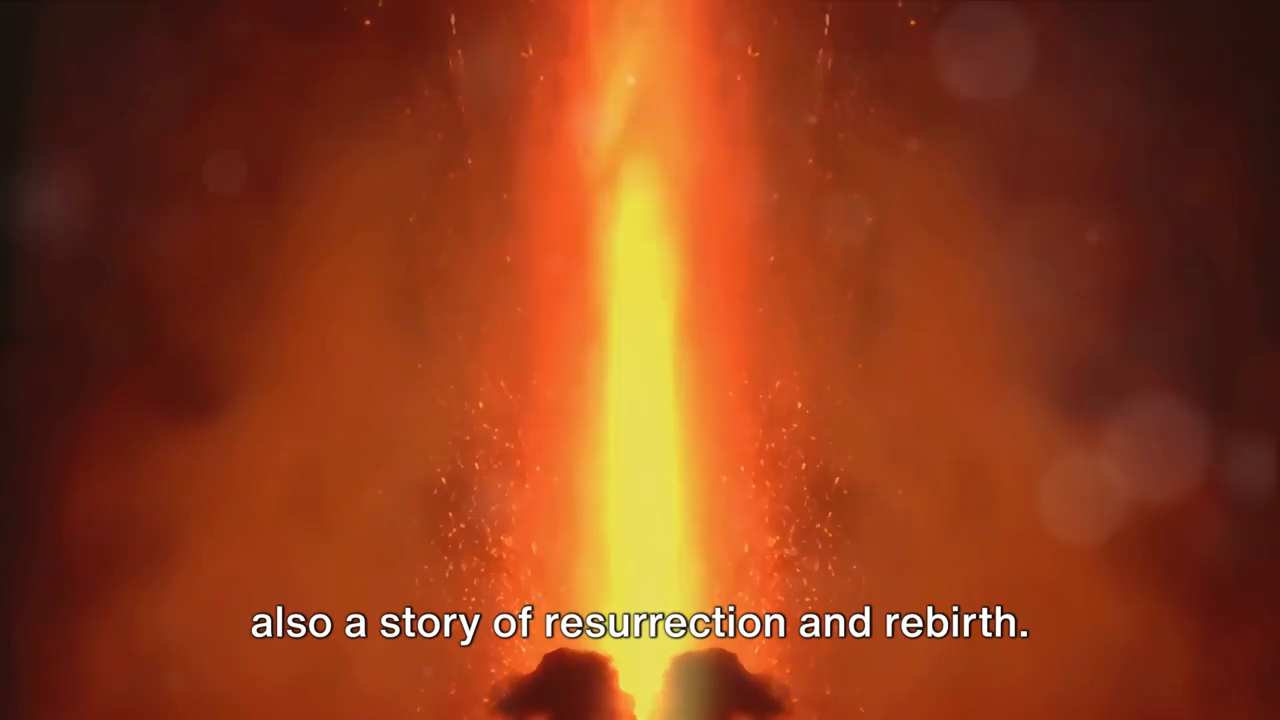 also a story of resurrection and rebirth.